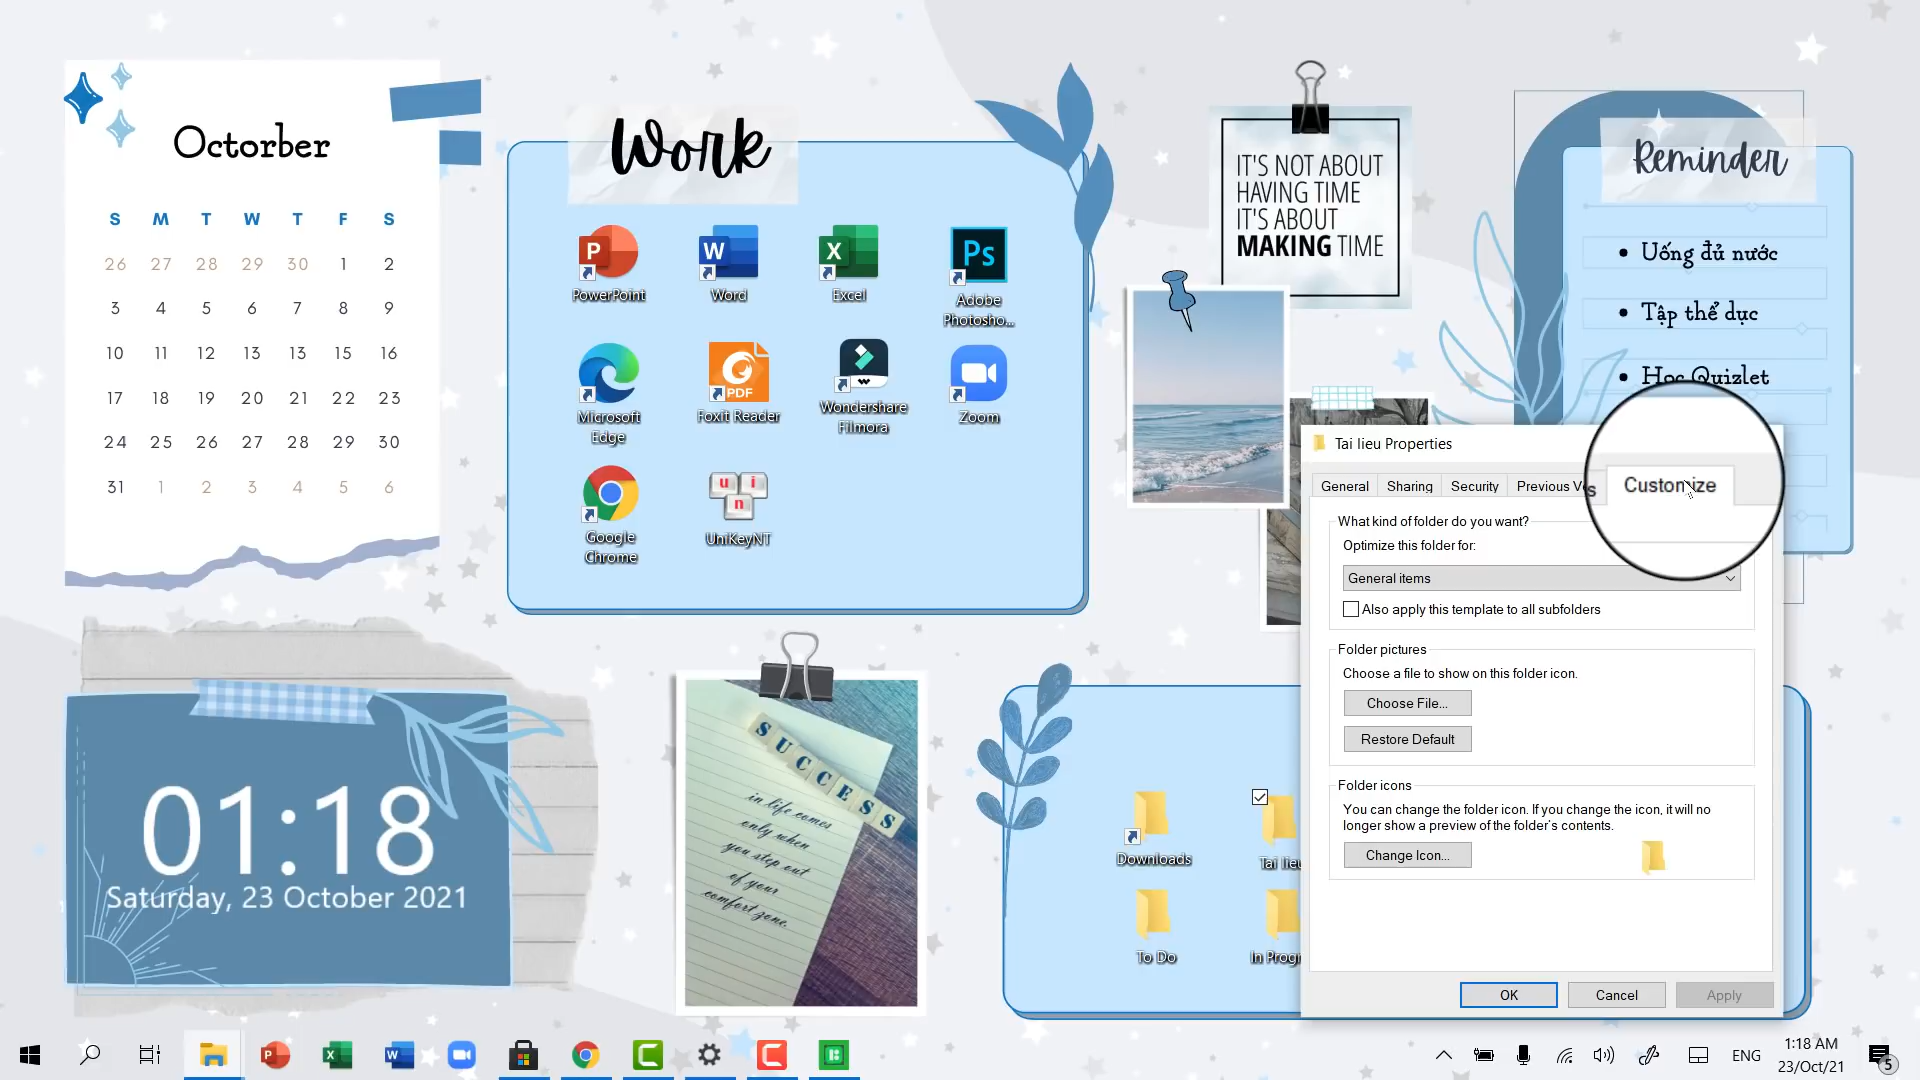 Octorber
S M T W T F S
26 27 28 29 30 1 2
3 4 5 6 7 8 9
10 11 12 13 13 15 16
17 18 19 20 21 22 23
24 25 26 27 28 29 30
31 1 2 3 4 5 6
Work
PowerPoint
Word
Excel
Adobe
Photosho...
Microsoft
Edge
PDF
Foxit Reader
Wondershare
Filmora
Zoom
Google
Chrome
u i
n
UniKeyNT
IT'S NOT ABOUT
HAVING TIME
IT'S ABOUT
MAKING TIME
Reminder
• Uống đủ nước
• Tập thể dục
• Học Quizlet
01:18
Saturday, 23 October 2021
SUCCESS
in life comes
only when
you step out
of your
comfort zone.
Downloads
Tai lieu
To Do
In Progr
Tai lieu Properties
General Sharing Security Previous V s Customize
What kind of folder do you want?
Optimize this folder for:
General items
Also apply this template to all subfolders
Folder pictures
Choose a file to show on this folder icon.
Choose File...
Restore Default
Folder icons
You can change the folder icon. If you change the icon, it will no
longer show a preview of the folder's contents.
Change Icon...
OK Cancel Apply
ENG
1:18 AM
23/Oct/21
5